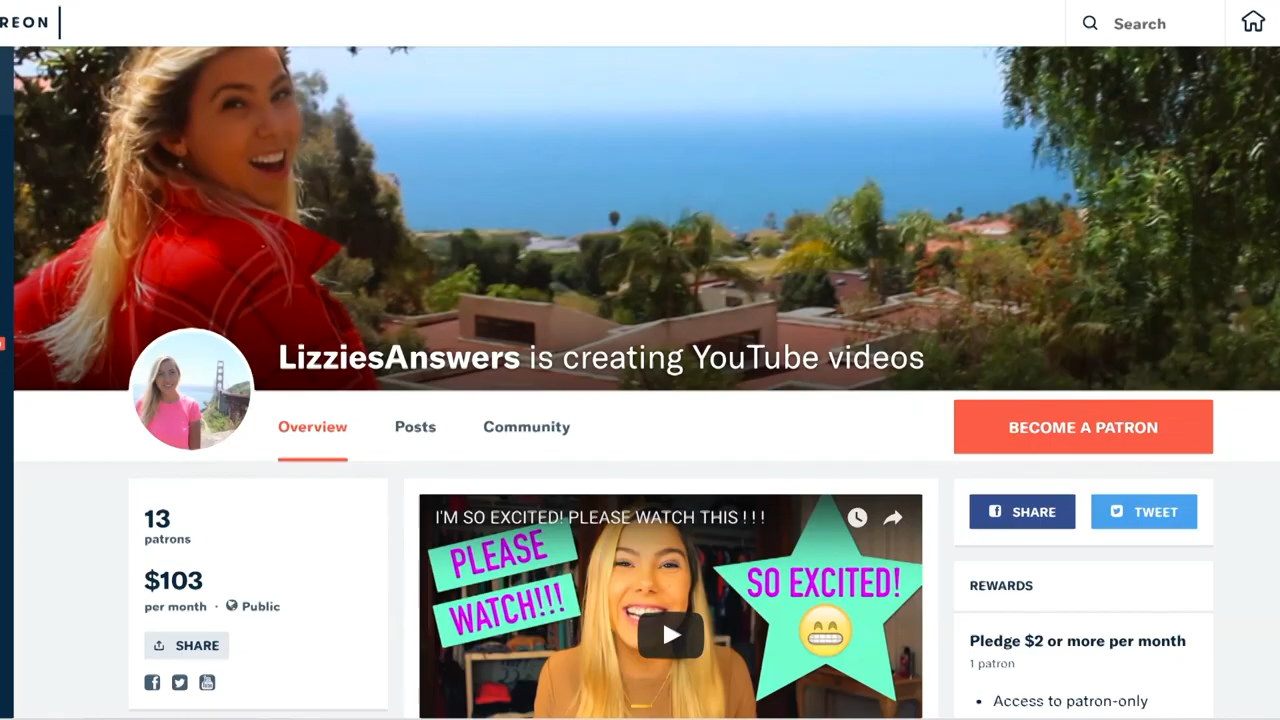 REON
Search
LizziesAnswers is creating YouTube videos
Overview
Posts
Community
BECOME A PATRON
13
patrons
$103
per month · Public
SHARE
I'M SO EXCITED! PLEASE WATCH THIS ! ! !
PLEASE
WATCH!!!
SO EXCITED!
SHARE
TWEET
REWARDS
Pledge $2 or more per month
1 patron
• Access to patron-only